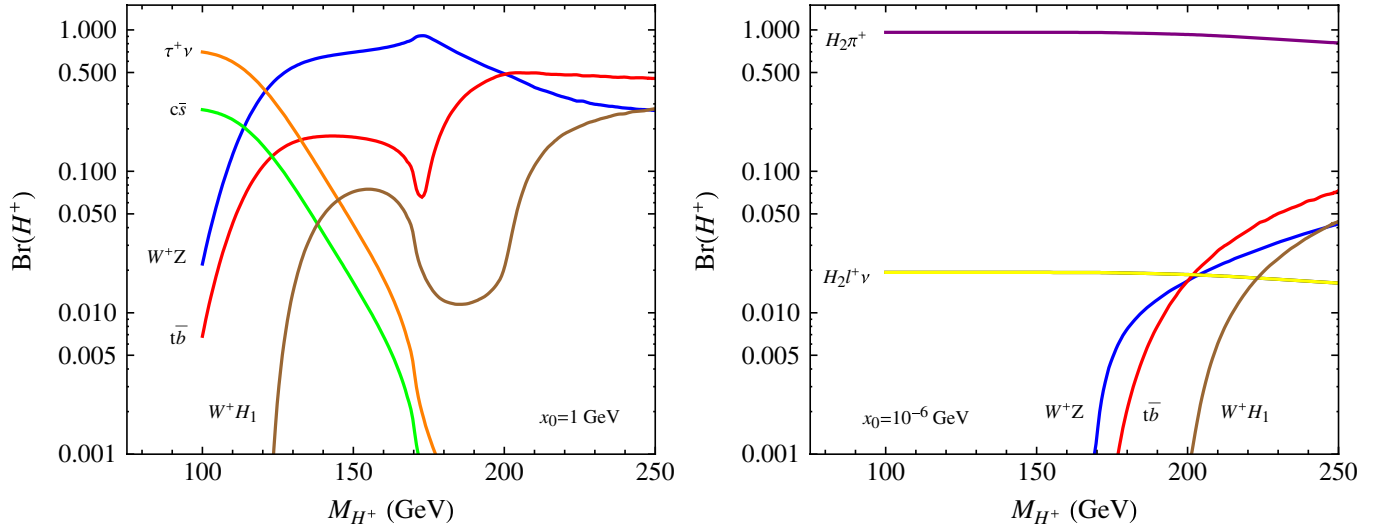 1.000
0.500
0.100
0.050
0.010
0.005
0.001
Br(H⁺)
τ⁺ν
cs̄
W⁺Z
tb̄
W⁺H₁
x₀=1 GeV
100 150 200 250
M_H⁺ (GeV)
1.000
0.500
0.100
0.050
0.010
0.005
0.001
Br(H⁺)
H₂π⁺
H₂l⁺ν
x₀=10⁻⁶ GeV
W⁺Z
tb̄
W⁺H₁
100 150 200 250
M_H⁺ (GeV)